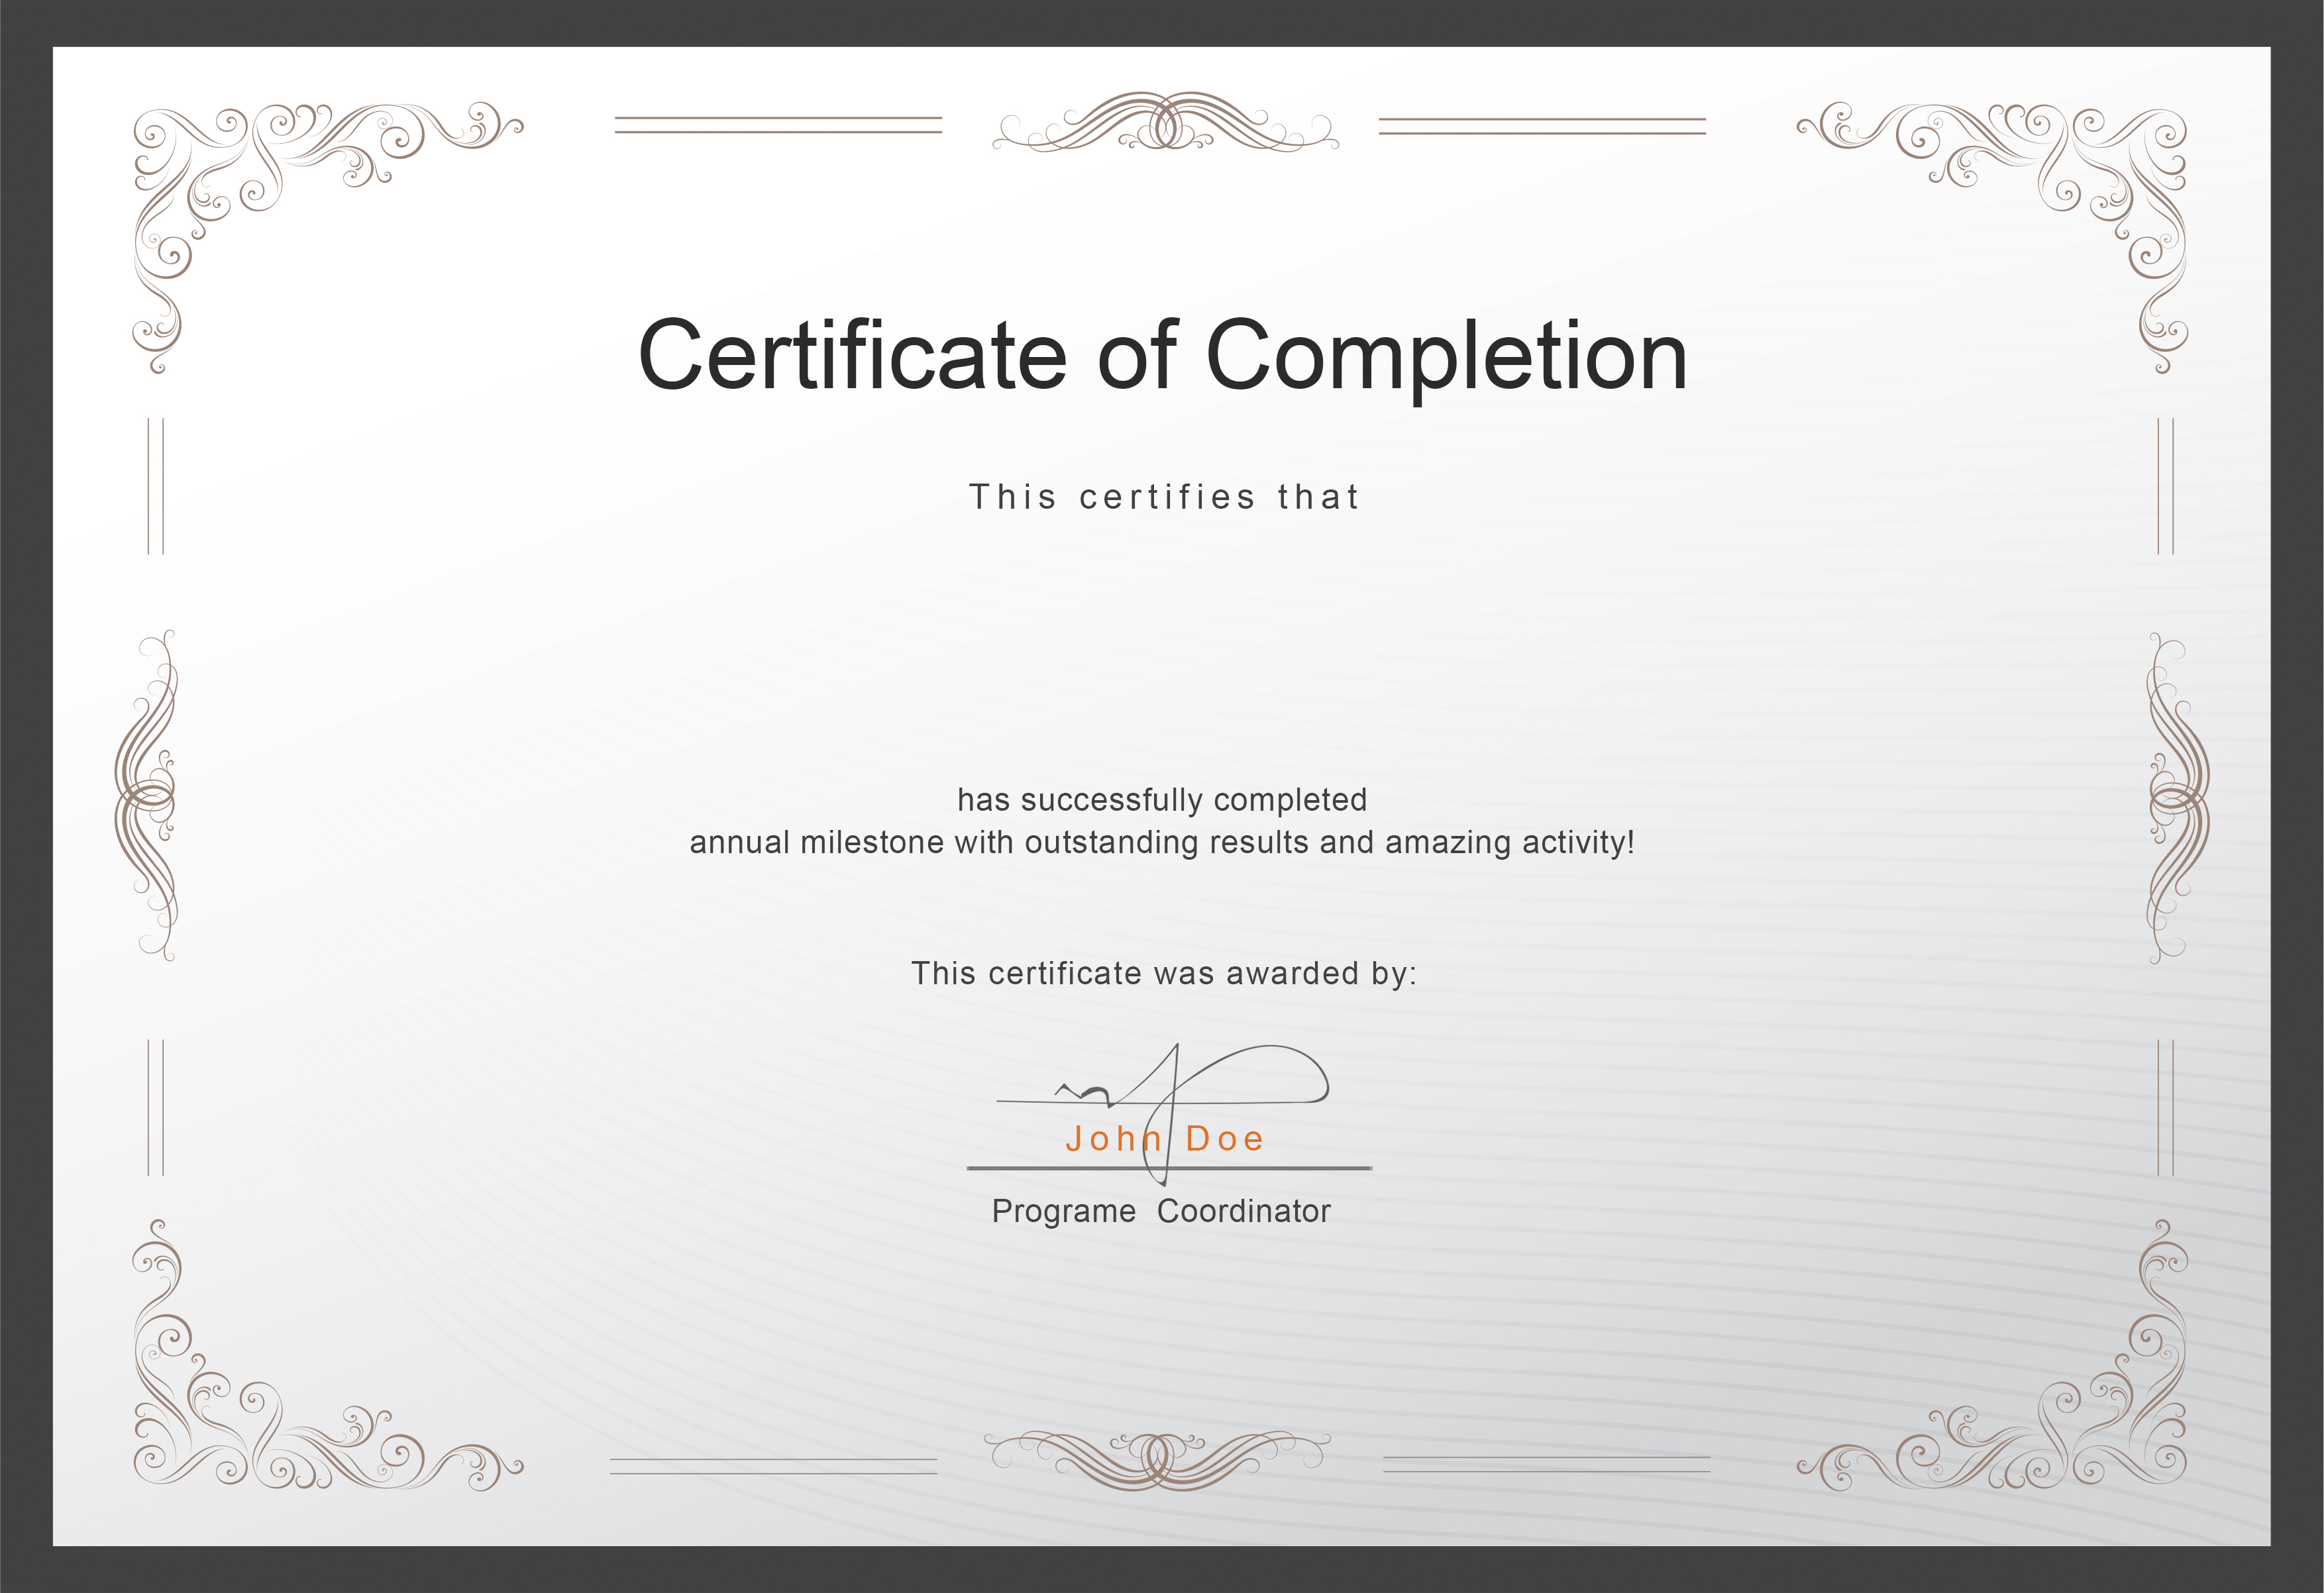 Certificate of Completion
This certifies that
has successfully completed
annual milestone with outstanding results and amazing activity!
This certificate was awarded by:
John Doe
Programe Coordinator